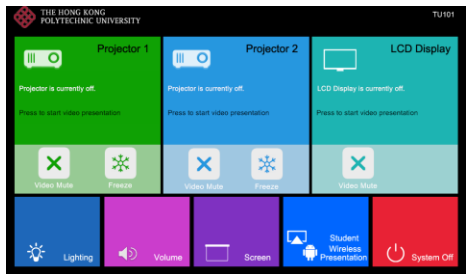 THE HONG KONG
POLYTECHNIC UNIVERSITY
TU101
Projector 1
Projector is currently off.
Press to start video presentation
Video Mute
Freeze
Projector 2
Projector is currently off.
Press to start video presentation
Video Mute
Freeze
LCD Display
LCD Display is currently off.
Press to start video presentation
Video Mute
Lighting
Volume
Screen
Student
Wireless
Presentation
System Off